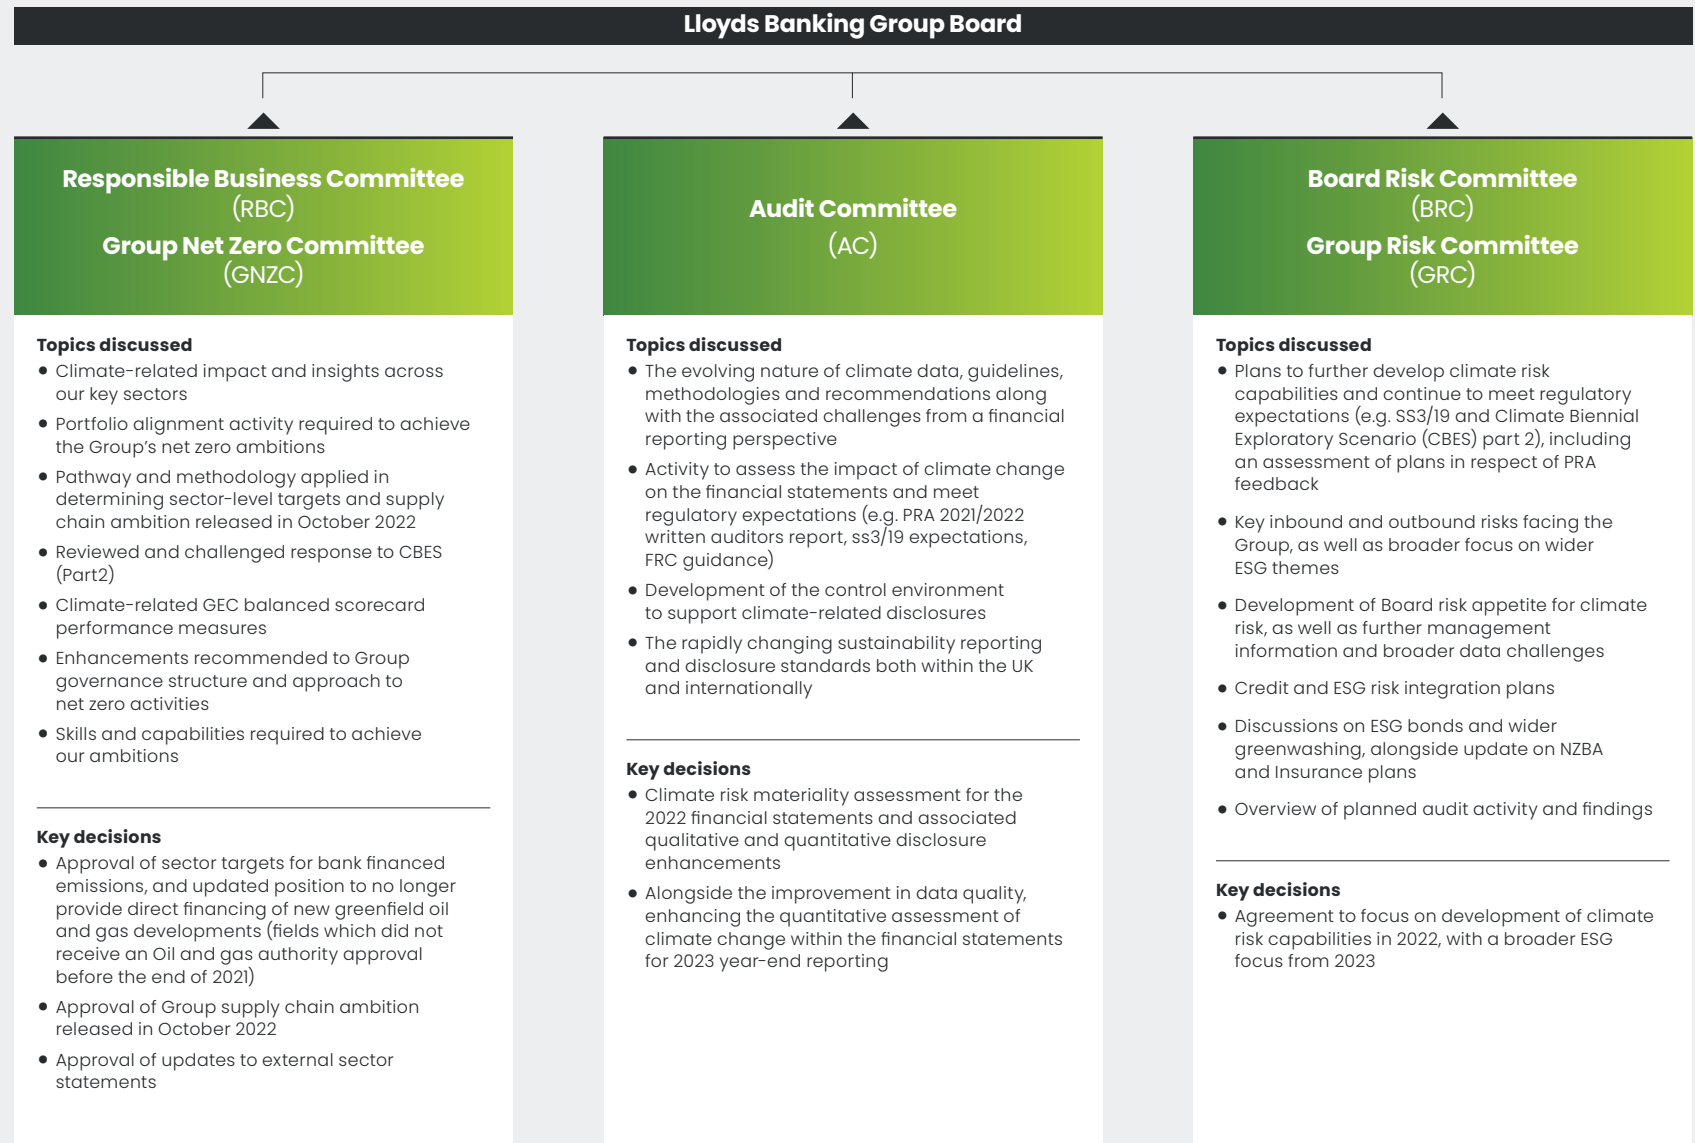 Lloyds Banking Group Board
Responsible Business Committee
(RBC)
Group Net Zero Committee
(GNZC)
Topics discussed
• Climate-related impact and insights across
our key sectors
• Portfolio alignment activity required to achieve
the Group's net zero ambitions
• Pathway and methodology applied in
determining sector-level targets and supply
chain ambition released in October 2022
• Reviewed and challenged response to CBES
(Part2)
• Climate-related GEC balanced scorecard
performance measures
• Enhancements recommended to Group
governance structure and approach to
net zero activities
• Skills and capabilities required to achieve
our ambitions
Key decisions
• Approval of sector targets for bank financed
emissions, and updated position to no longer
provide direct financing of new greenfield oil
and gas developments (fields which did not
receive an Oil and gas authority approval
before the end of 2021)
• Approval of Group supply chain ambition
released in October 2022
• Approval of updates to external sector
statements
Audit Committee
(AC)
Topics discussed
• The evolving nature of climate data, guidelines,
methodologies and recommendations along
with the associated challenges from a financial
reporting perspective
• Activity to assess the impact of climate change
on the financial statements and meet
regulatory expectations (e.g. PRA 2021/2022
written auditors report, ss3/19 expectations,
FRC guidance)
• Development of the control environment
to support climate-related disclosures
• The rapidly changing sustainability reporting
and disclosure standards both within the UK
and internationally
Key decisions
• Climate risk materiality assessment for the
2022 financial statements and associated
qualitative and quantitative disclosure
enhancements
• Alongside the improvement in data quality,
enhancing the quantitative assessment of
climate change within the financial statements
for 2023 year-end reporting
Board Risk Committee
(BRC)
Group Risk Committee
(GRC)
Topics discussed
• Plans to further develop climate risk
capabilities and continue to meet regulatory
expectations (e.g. SS3/19 and Climate Biennial
Exploratory Scenario (CBES) part 2), including
an assessment of plans in respect of PRA
feedback
• Key inbound and outbound risks facing the
Group, as well as broader focus on wider
ESG themes
• Development of Board risk appetite for climate
risk, as well as further management
information and broader data challenges
• Credit and ESG risk integration plans
• Discussions on ESG bonds and wider
greenwashing, alongside update on NZBA
and Insurance plans
• Overview of planned audit activity and findings
Key decisions
• Agreement to focus on development of climate
risk capabilities in 2022, with a broader ESG
focus from 2023